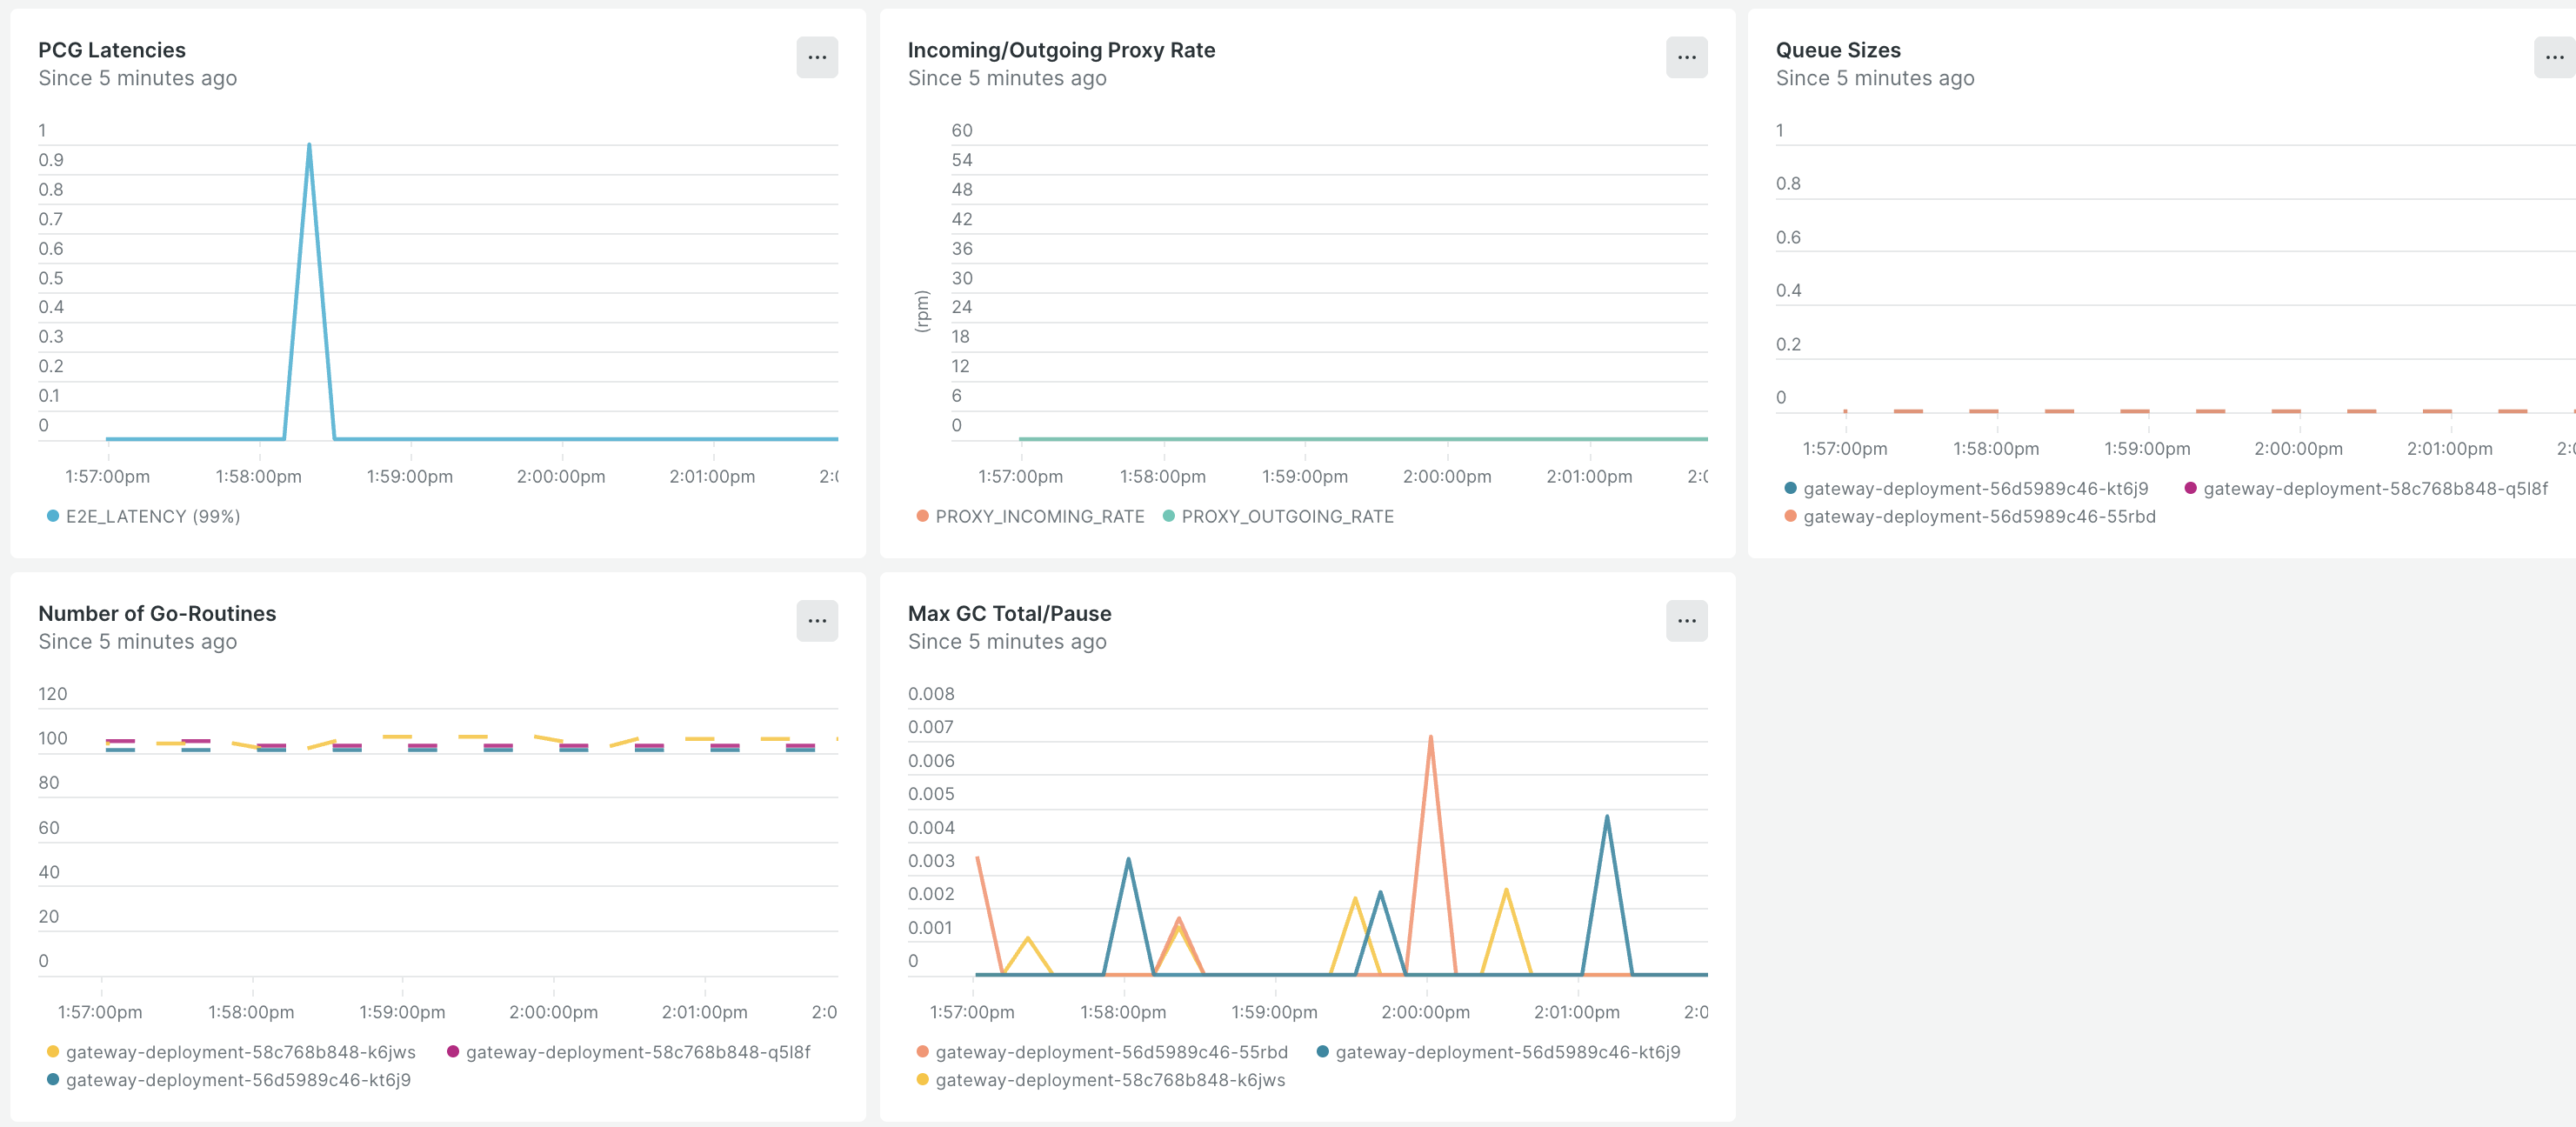 PCG Latencies
Since 5 minutes ago
...
1
0.9
0.8
0.7
0.6
0.5
0.4
0.3
0.2
0.1
0
1:57:00pm 1:58:00pm 1:59:00pm 2:00:00pm 2:01:00pm 2:0
E2E_LATENCY (99%)
Incoming/Outgoing Proxy Rate
Since 5 minutes ago
...
(rpm)
60
54
48
42
36
30
24
18
12
6
0
1:57:00pm 1:58:00pm 1:59:00pm 2:00:00pm 2:01:00pm 2:0
PROXY_INCOMING_RATE PROXY_OUTGOING_RATE
Queue Sizes
Since 5 minutes ago
...
1
0.8
0.6
0.4
0.2
0
1:57:00pm 1:58:00pm 1:59:00pm 2:00:00pm 2:01:00pm 2:
gateway-deployment-56d5989c46-kt6j9 gateway-deployment-58c768b848-q5l8f
gateway-deployment-56d5989c46-55rbd
Number of Go-Routines
Since 5 minutes ago
...
120
100
80
60
40
20
0
1:57:00pm 1:58:00pm 1:59:00pm 2:00:00pm 2:01:00pm 2:0
gateway-deployment-58c768b848-k6jws gateway-deployment-58c768b848-q5l8f
gateway-deployment-56d5989c46-kt6j9
Max GC Total/Pause
Since 5 minutes ago
...
0.008
0.007
0.006
0.005
0.004
0.003
0.002
0.001
0
1:57:00pm 1:58:00pm 1:59:00pm 2:00:00pm 2:01:00pm 2:0
gateway-deployment-56d5989c46-55rbd gateway-deployment-56d5989c46-kt6j9
gateway-deployment-58c768b848-k6jws